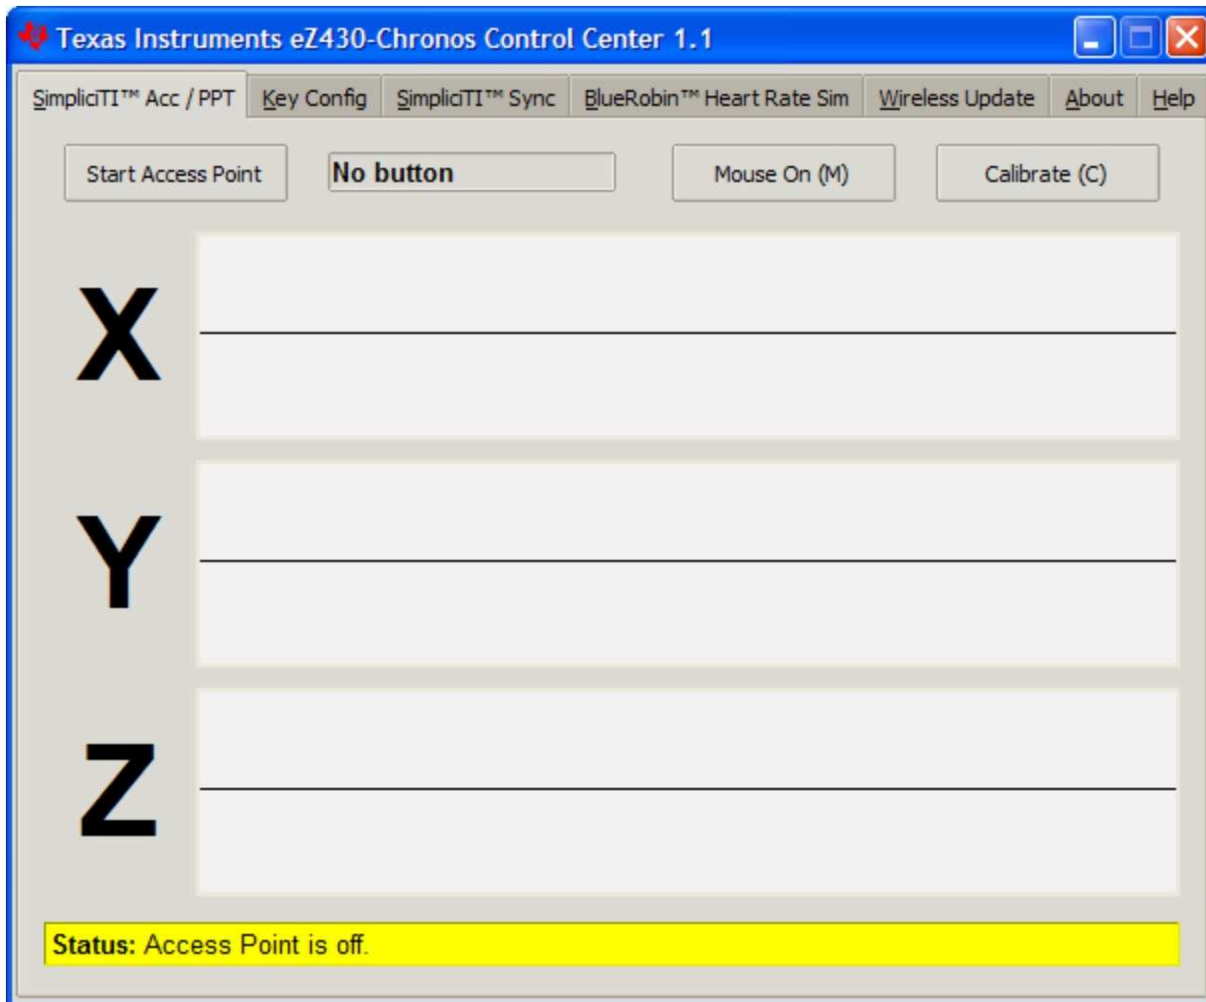 Texas Instruments eZ430-Chronos Control Center 1.1
SimpliciTI™ Acc / PPT Key Config SimpliciTI™ Sync BlueRobin™ Heart Rate Sim Wireless Update About Help
Start Access Point No button Mouse On (M) Calibrate (C)
X
Y
Z
Status: Access Point is off.